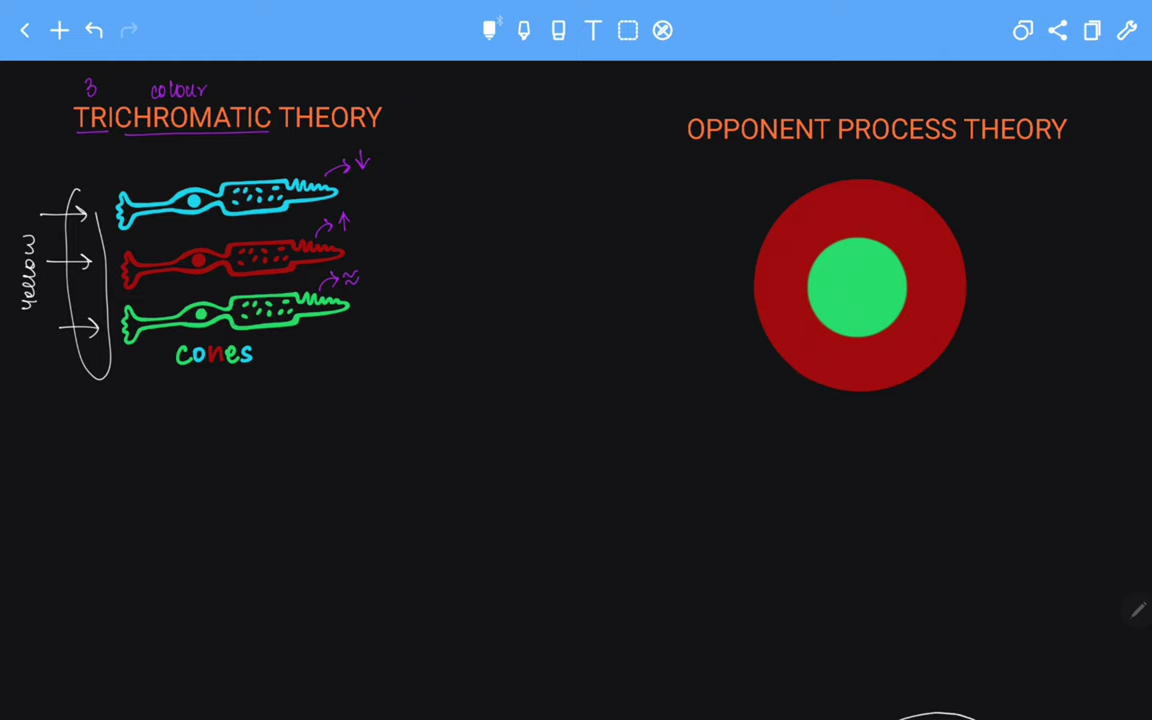 3 colour
TRICHROMATIC THEORY
OPPONENT PROCESS THEORY
yellow
cones